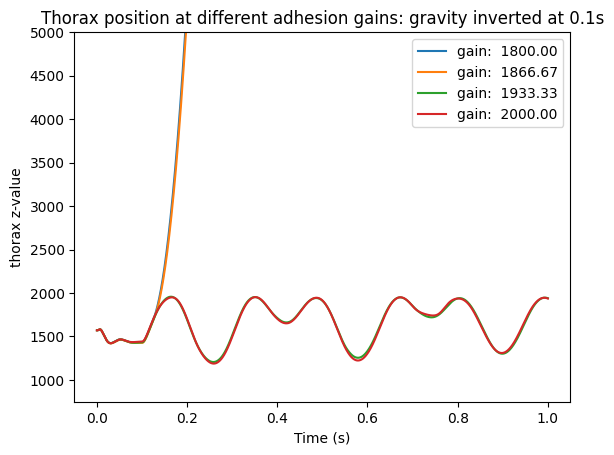 Thorax position at different adhesion gains: gravity inverted at 0.1s
5000
4500
4000
3500
3000
2500
2000
1500
1000
thorax z-value
gain:  1800.00
gain:  1866.67
gain:  1933.33
gain:  2000.00
0.0
0.2
0.4
0.6
0.8
1.0
Time (s)